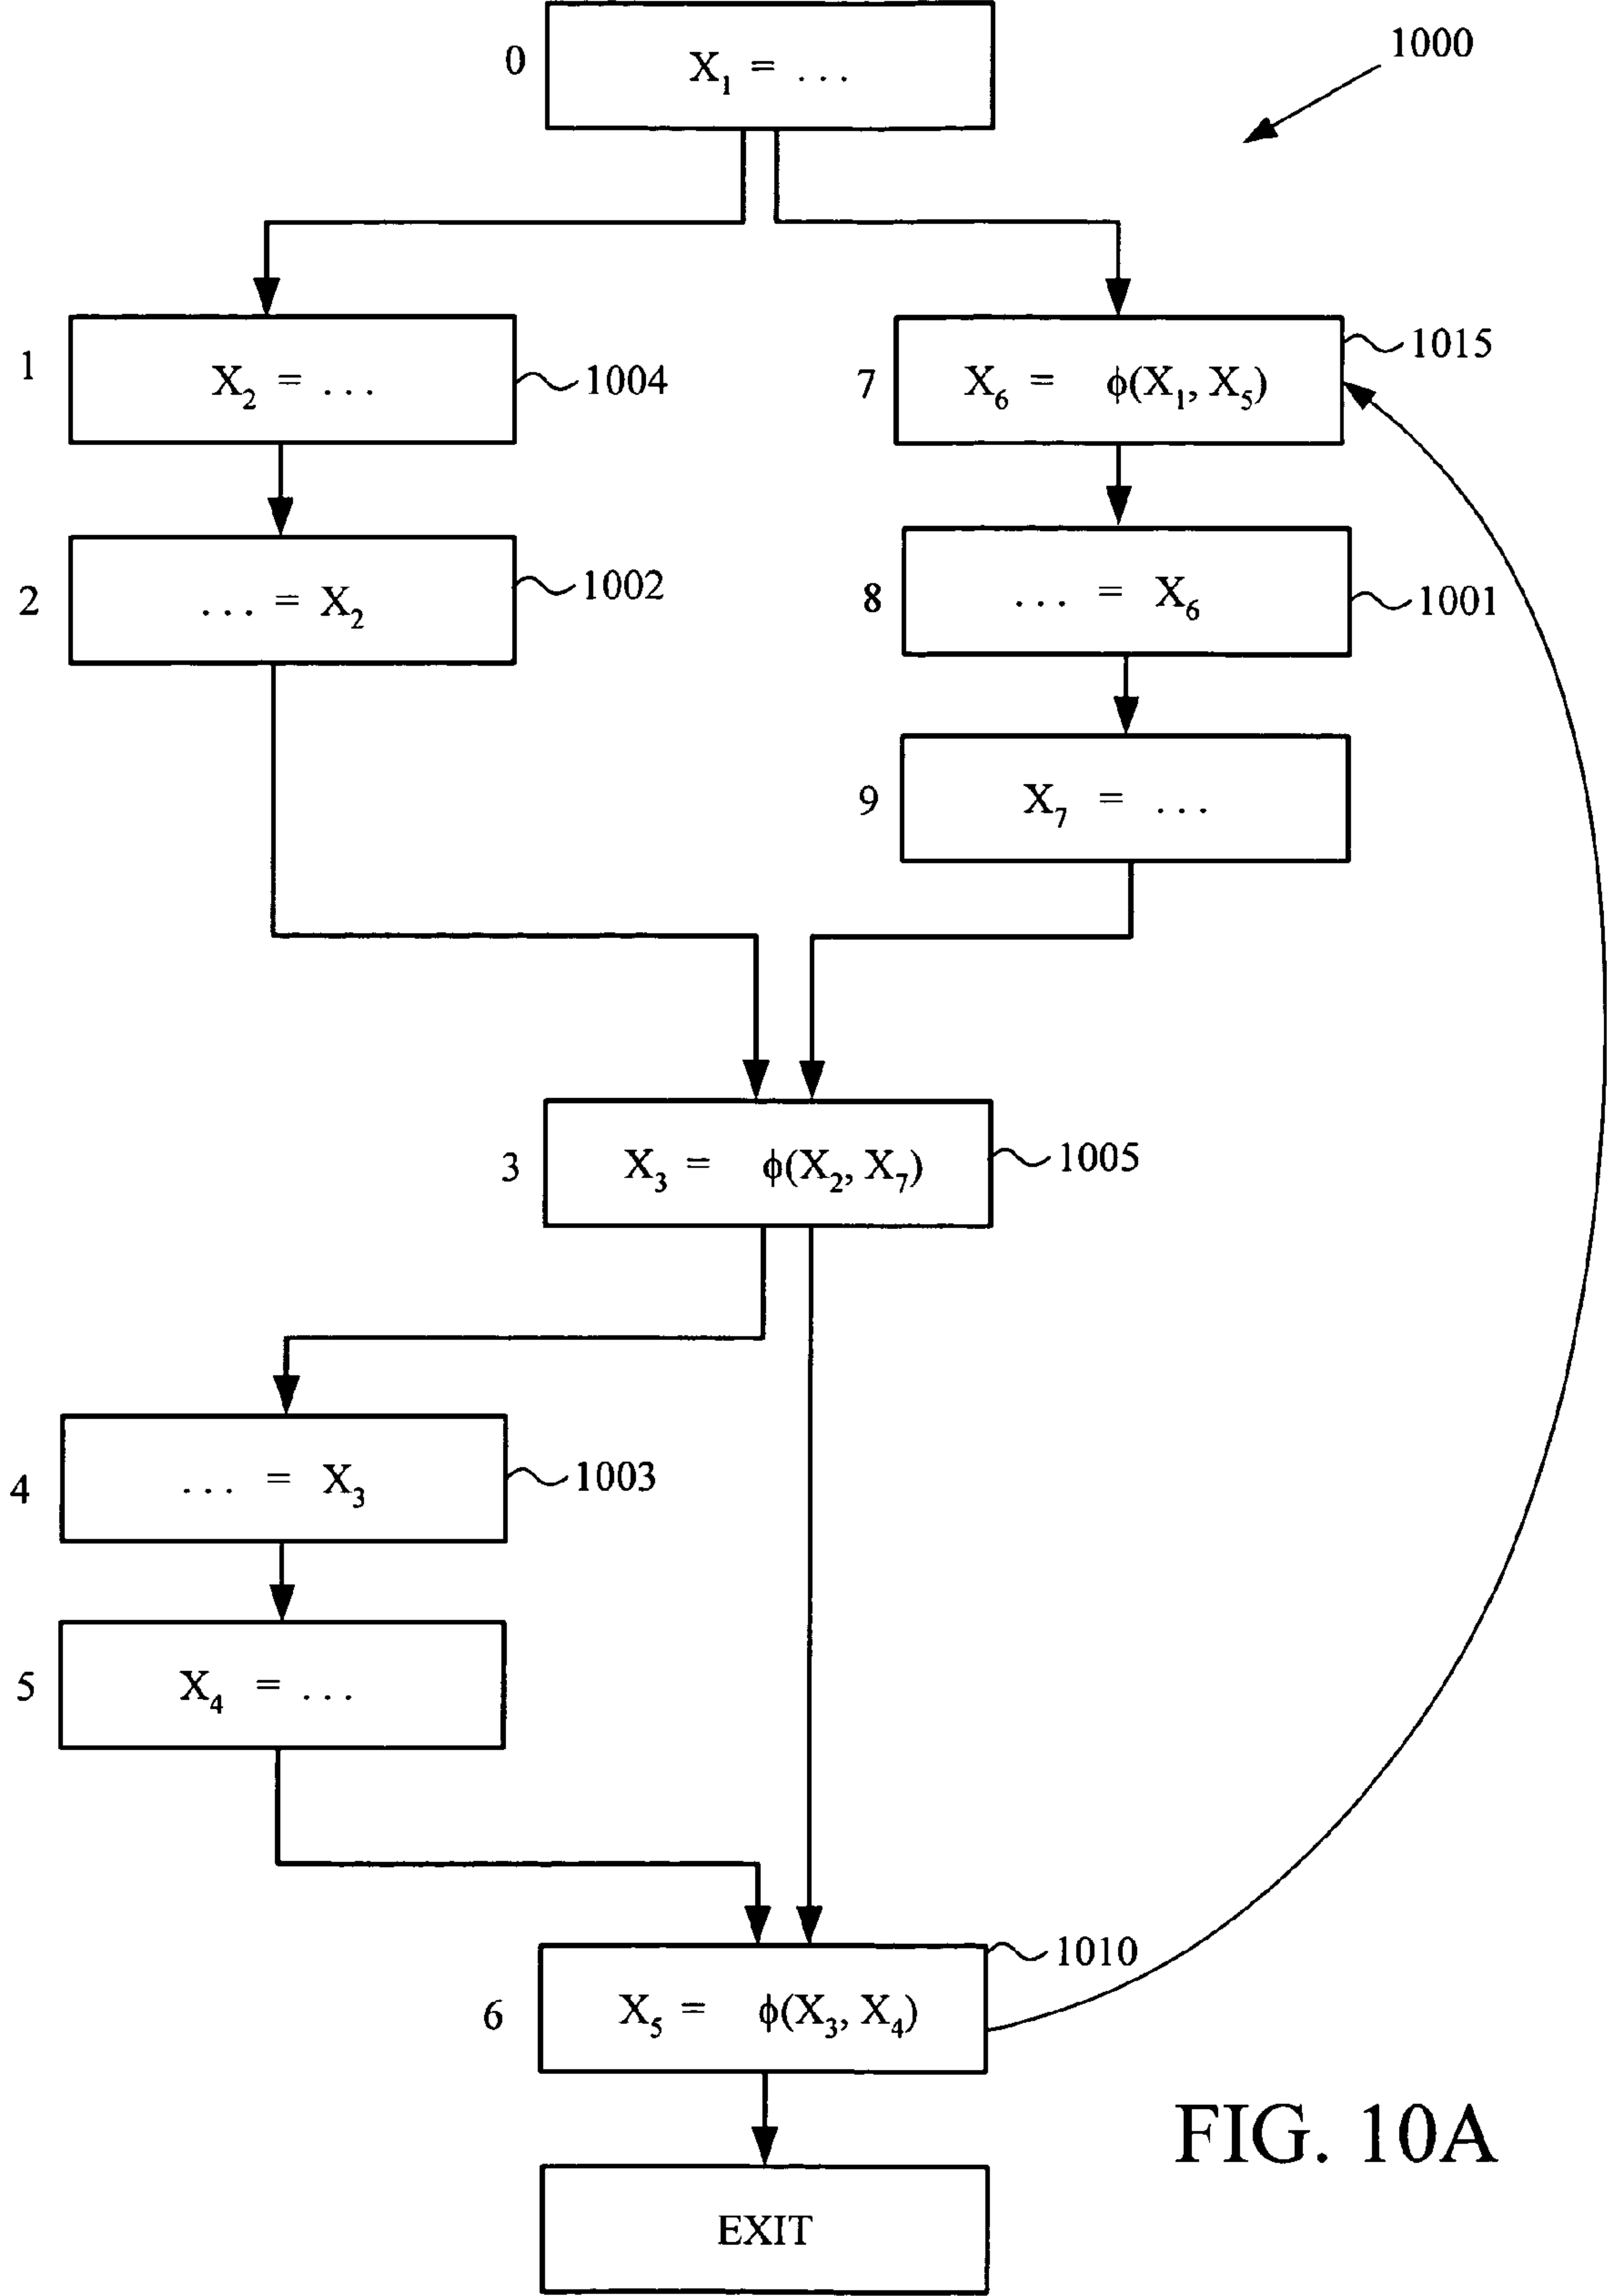 0 X₁ = ...
1000
1 X₂ = ... 1004
7 X₆ = ϕ(X₁, X₅) 1015
2 ... = X₂ 1002
8 ... = X₆ 1001
9 X₇ = ...
3 X₃ = ϕ(X₂, X₇) 1005
4 ... = X₃ 1003
5 X₄ = ...
6 X₅ = ϕ(X₃, X₄) 1010
EXIT
FIG. 10A